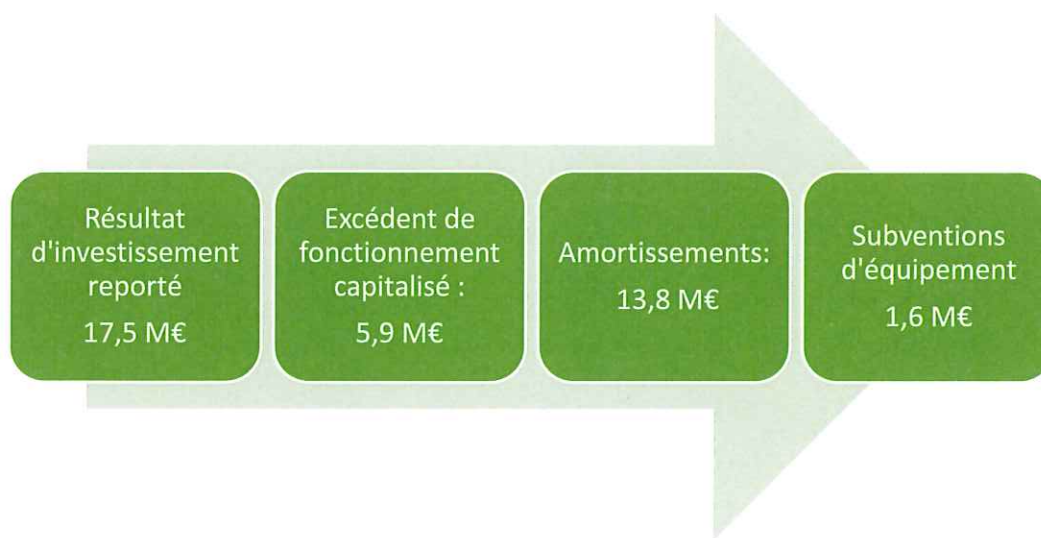 Résultat
d'investissement
reporté
17,5 M€
Excédent de
fonctionnement
capitalisé :
5,9 M€
Amortissements:
13,8 M€
Subventions
d'équipement
1,6 M€